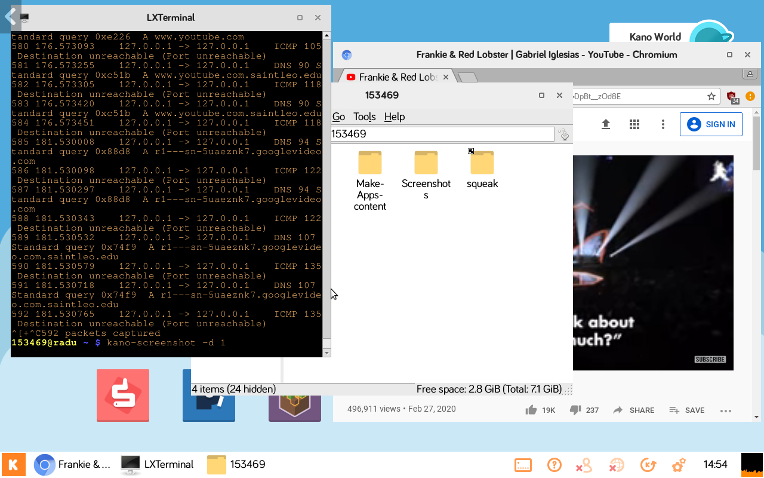 LXTerminal
tandard query 0xe226  A www.youtube.com
580 176.573093    127.0.0.1 -> 127.0.0.1    ICMP 105
Destination unreachable (Port unreachable)
581 176.573255    127.0.0.1 -> 127.0.0.1    DNS 90 S
tandard query 0xc51b  A www.youtube.com.saintleo.edu
582 176.573305    127.0.0.1 -> 127.0.0.1    ICMP 118
Destination unreachable (Port unreachable)
583 176.573420    127.0.0.1 -> 127.0.0.1    DNS 90 S
tandard query 0xc51b  A www.youtube.com.saintleo.edu
584 176.573451    127.0.0.1 -> 127.0.0.1    ICMP 118
Destination unreachable (Port unreachable)
585 181.530008    127.0.0.1 -> 127.0.0.1    DNS 94 S
tandard query 0x88d8  A r1---sn-5uaeznk7.googlevideo
.com
586 181.530098    127.0.0.1 -> 127.0.0.1    ICMP 122
Destination unreachable (Port unreachable)
587 181.530297    127.0.0.1 -> 127.0.0.1    DNS 94 S
tandard query 0x88d8  A r1---sn-5uaeznk7.googlevideo
.com
588 181.530343    127.0.0.1 -> 127.0.0.1    ICMP 122
Destination unreachable (Port unreachable)
589 181.530532    127.0.0.1 -> 127.0.0.1    DNS 107
Standard query 0x74f9  A r1---sn-5uaeznk7.googlevide
o.com.saintleo.edu
590 181.530579    127.0.0.1 -> 127.0.0.1    ICMP 135
Destination unreachable (Port unreachable)
591 181.530718    127.0.0.1 -> 127.0.0.1    DNS 107
Standard query 0x74f9  A r1---sn-5uaeznk7.googlevide
o.com.saintleo.edu
592 181.530765    127.0.0.1 -> 127.0.0.1    ICMP 135
Destination unreachable (Port unreachable)
^[+^C592 packets captured
153469@radu ~ $ kano-screenshot -d 1
Kano World
Frankie & Red Lobster | Gabriel Iglesias - YouTube - Chromium
Frankie & Red Lobs
DpBt__zOd8E
24
SIGN IN
153469
Go Tools Help
153469
Make-
Apps-
content
Screenshot
s
squeak
4 items (24 hidden)
Free space: 2.8 GiB (Total: 7.1 GiB)
k about
much?"
SUBSCRIBE
496,911 views • Feb 27, 2020
19K
237
SHARE
SAVE
K
Frankie & ...
LXTerminal
153469
14:54